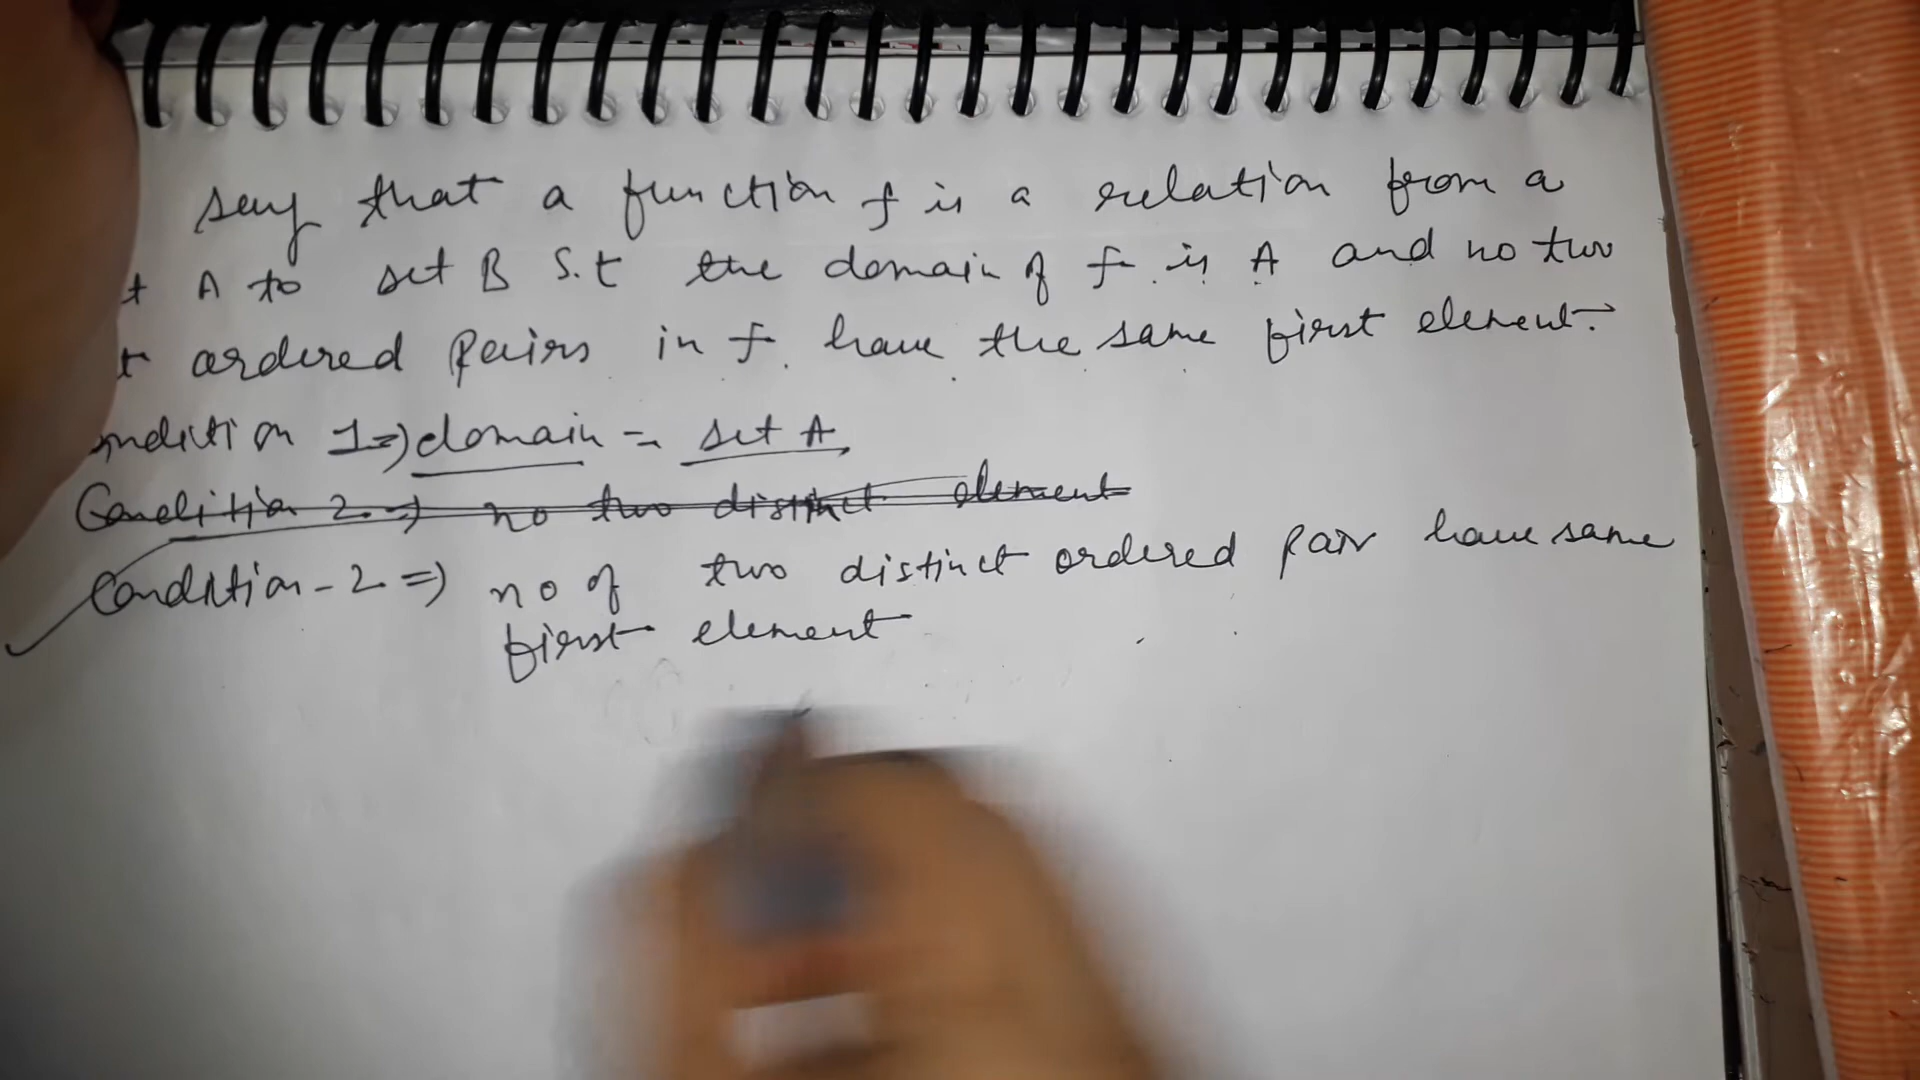 say that a function f is a relation from a
A to set B S.t the domain of f is A and no two
ordered Pairs in f have the same first element.
ondition 1=) domain = set A
Condition 2 =) no two distinct element
Condition - 2 =) no of two distinct ordered pair have same
first element